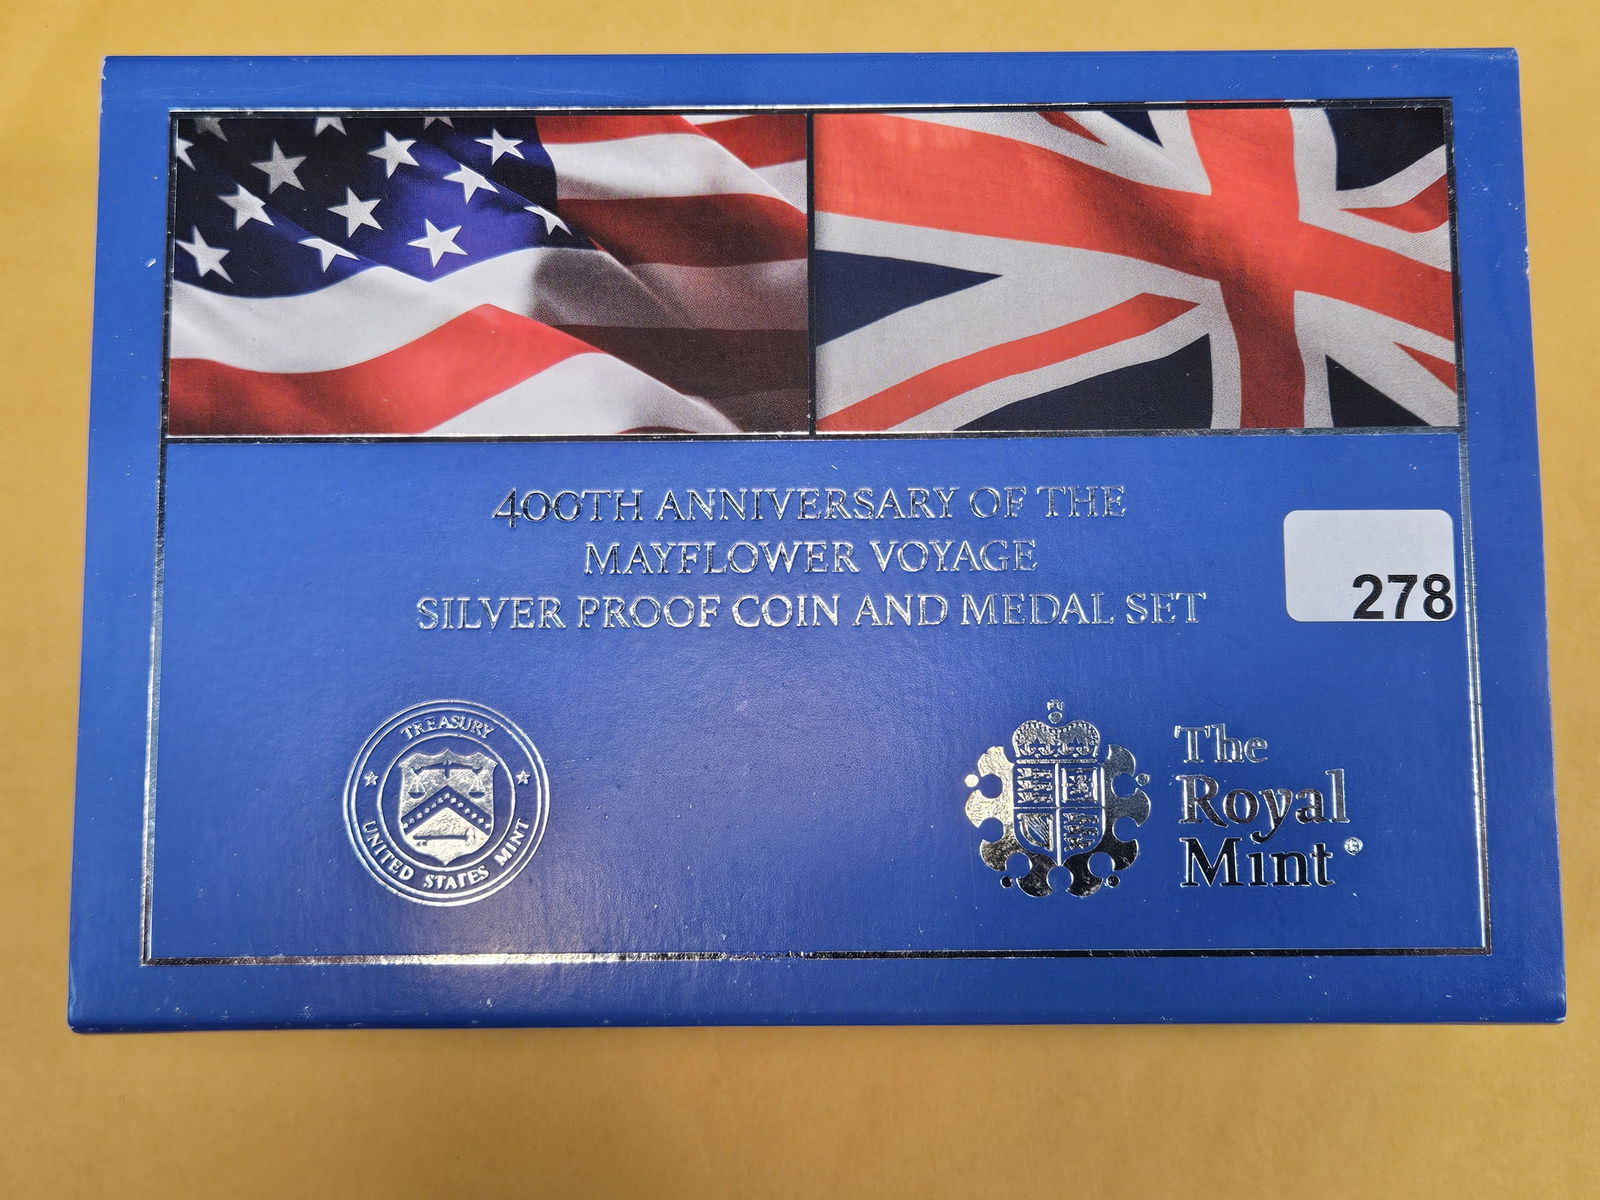 400TH ANNIVERSARY OF THE
MAYFLOWER VOYAGE
SILVER PROOF COIN AND MEDAL SET
278
TREASURY
UNITED STATES MINT
The
Royal
Mint®